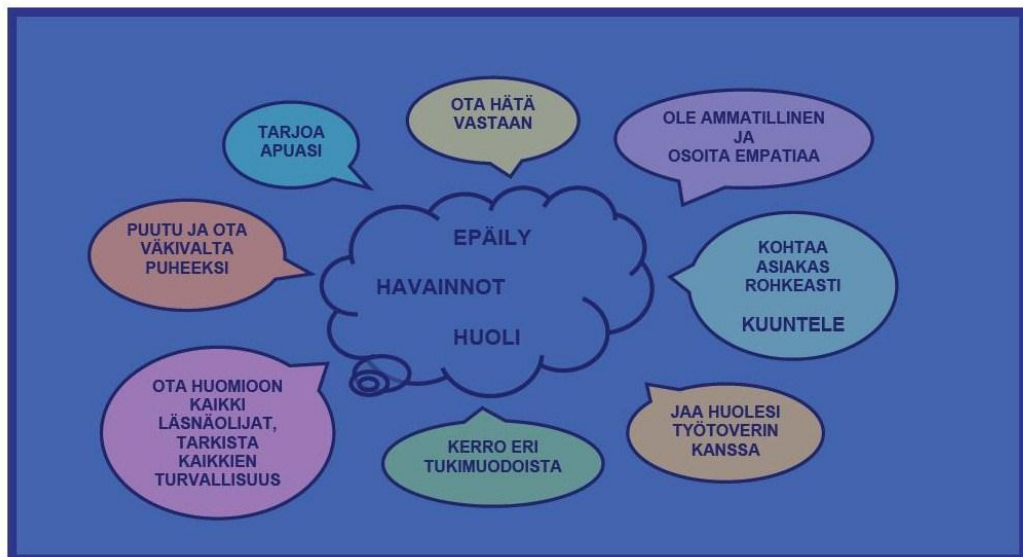 OTA HÄTÄ
VASTAAN
TARJOA
APUASI
OLE AMMATILLINEN
JA
OSOITA EMPATIAA
PUUTU JA OTA
VÄKIVALTA
PUHEEKSI
EPÄILY
HAVAINNOT
HUOLI
KOHTAA
ASIAKAS
ROHKEASTI
KUUNTELE
OTA HUOMIOON
KAIKKI
LÄSNÄOLIJAT,
TARKISTA
KAIKKIEN
TURVALLISUUS
KERRO ERI
TUKIMUODOISTA
JAA HUOLESI
TYÖTOVERIN
KANSSA